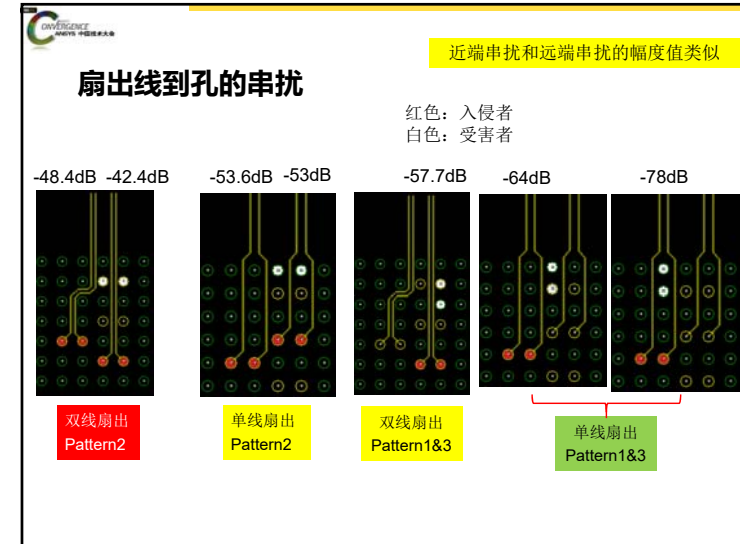 CONVERGENCE
ANSYS 中国技术大会
近端串扰和远端串扰的幅度值类似
扇出线到孔的串扰
红色：入侵者
白色：受害者
-48.4dB -42.4dB -53.6dB -53dB -57.7dB -64dB -78dB
双线扇出
Pattern2
单线扇出
Pattern2
双线扇出
Pattern1&3
单线扇出
Pattern1&3